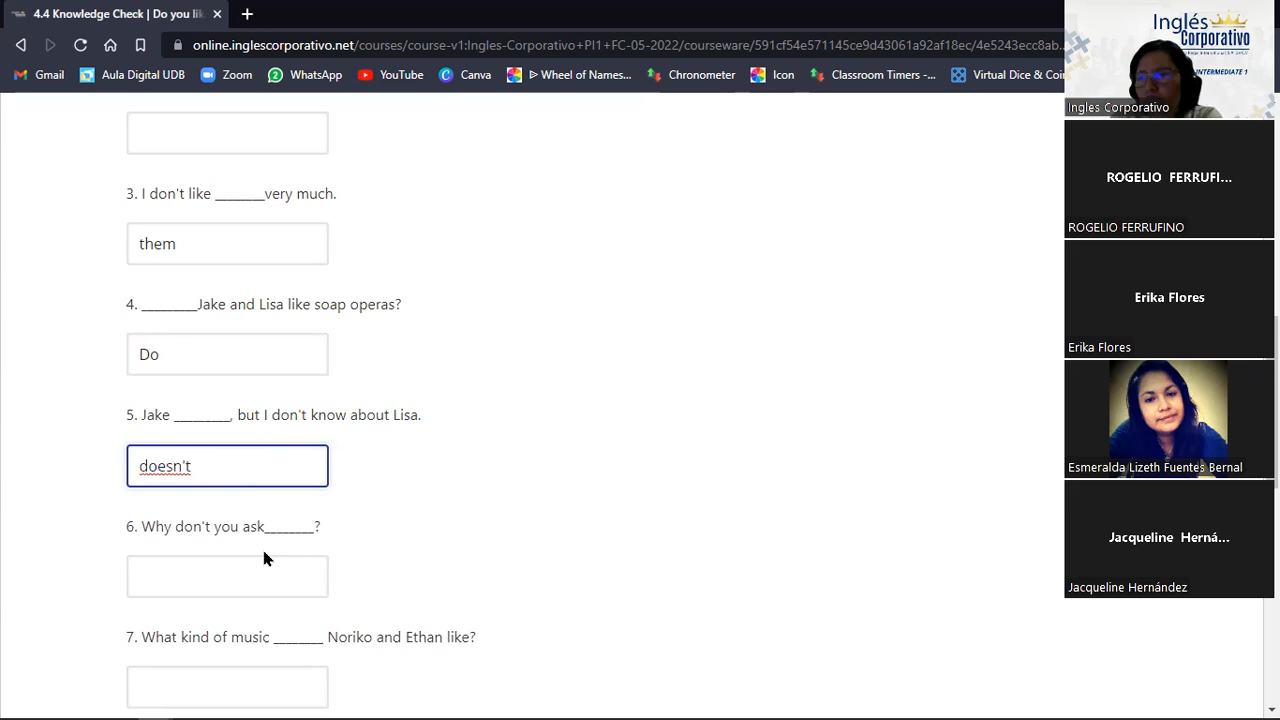 4.4 Knowledge Check | Do you lik
online.inglescorporativo.net/courses/course-v1:Ingles-Corporativo+PI1+FC-05-2022/courseware/591cf54e571145ce9d43061a92af18ec/4e5243ecc8ab...
Gmail Aula Digital UDB Zoom WhatsApp YouTube Canva ᐅ Wheel of Names... Chronometer Icon Classroom Timers -... Virtual Dice & Coi
3. I don't like ________very much.
them
4. _________Jake and Lisa like soap operas?
Do
5. Jake _________, but I don't know about Lisa.
doesn't
6. Why don't you ask________?
7. What kind of music ________ Noriko and Ethan like?
Inglés
Corporativo
INTERMEDIATE 1
Ingles Corporativo
ROGELIO FERRUFI...
ROGELIO FERRUFINO
Erika Flores
Erika Flores
Esmeralda Lizeth Fuentes Bernal
Jacqueline Herná...
Jacqueline Hernández